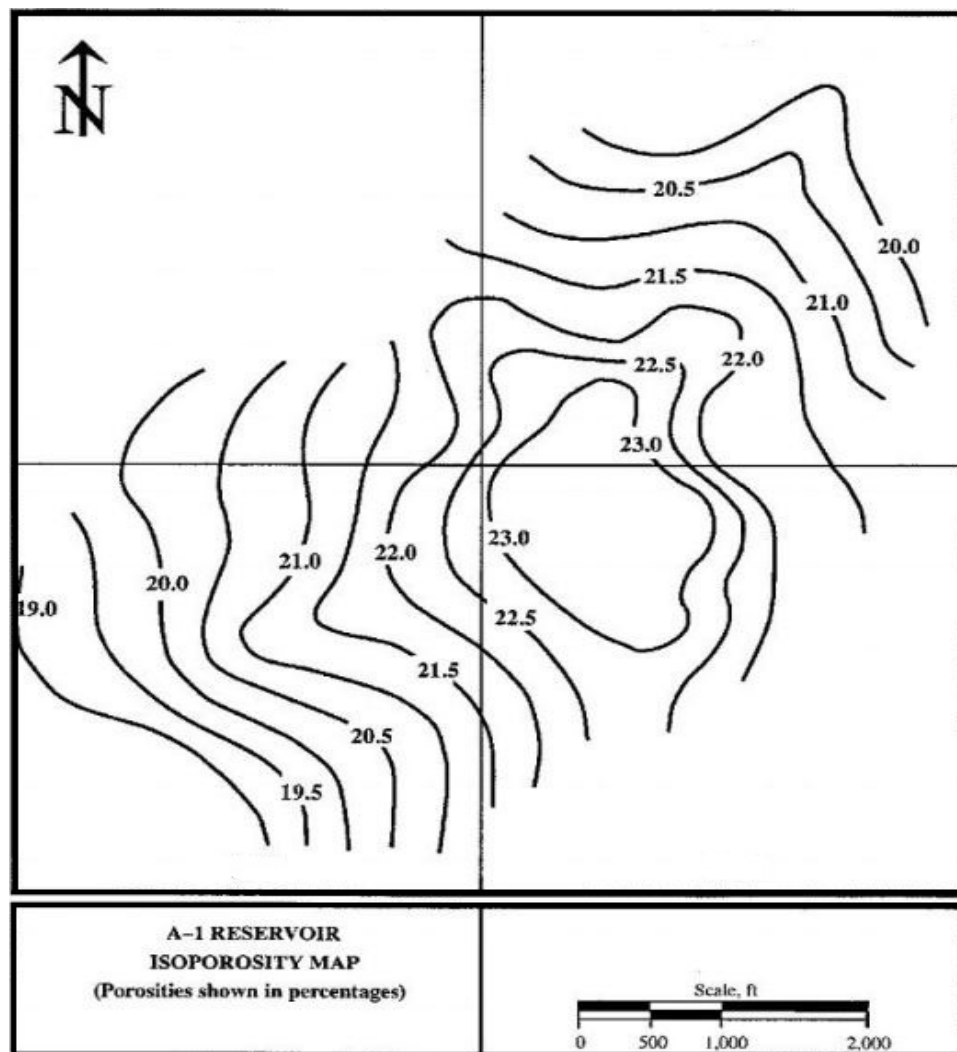 N
20.5
20.0
21.5
21.0
22.5
22.0
23.0
23.0
22.0
21.0
20.0
19.0
22.5
21.5
20.5
19.5
A–1 RESERVOIR
ISOPOROSITY MAP
(Porosities shown in percentages)
Scale, ft
0 500 1,000 2,000